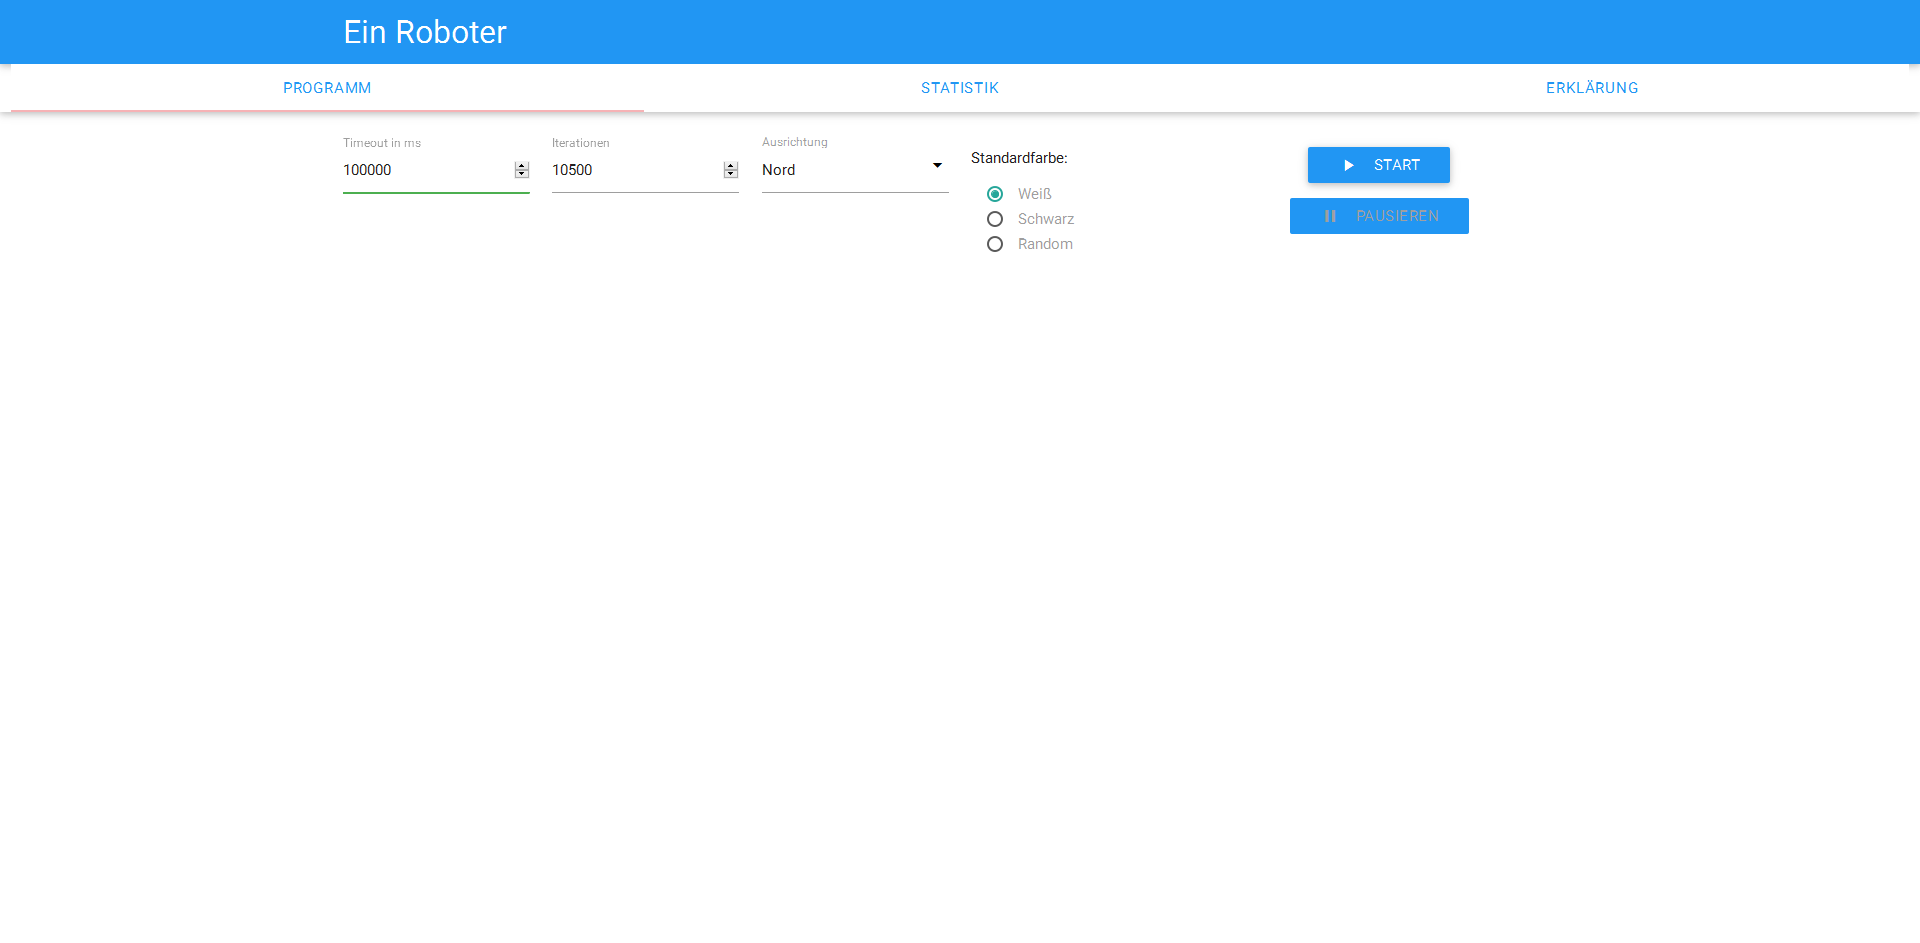 Ein Roboter
PROGRAMM
STATISTIK
ERKLÄRUNG
Timeout in ms
100000
Iterationen
10500
Ausrichtung
Nord
Standardfarbe:
Weiß
Schwarz
Random
START
PAUSIEREN